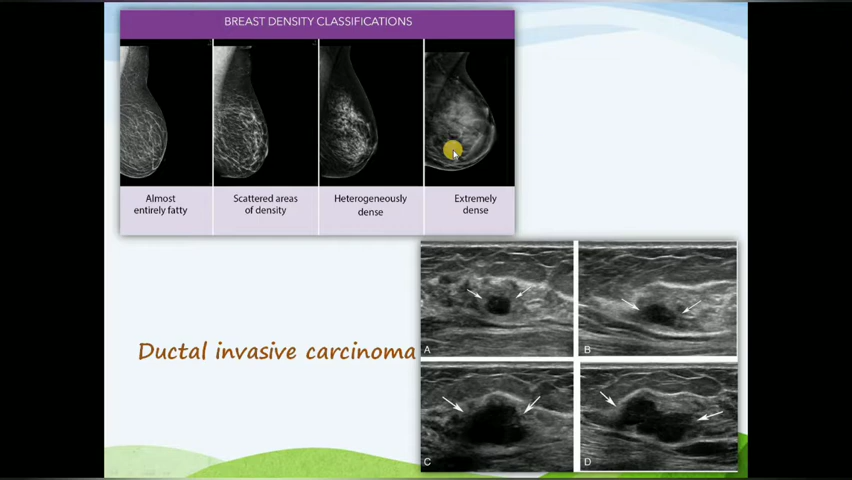 BREAST DENSITY CLASSIFICATIONS
Almost
entirely fatty
Scattered areas
of density
Heterogeneously
dense
Extremely
dense
Ductal invasive carcinoma
A
B
C
D